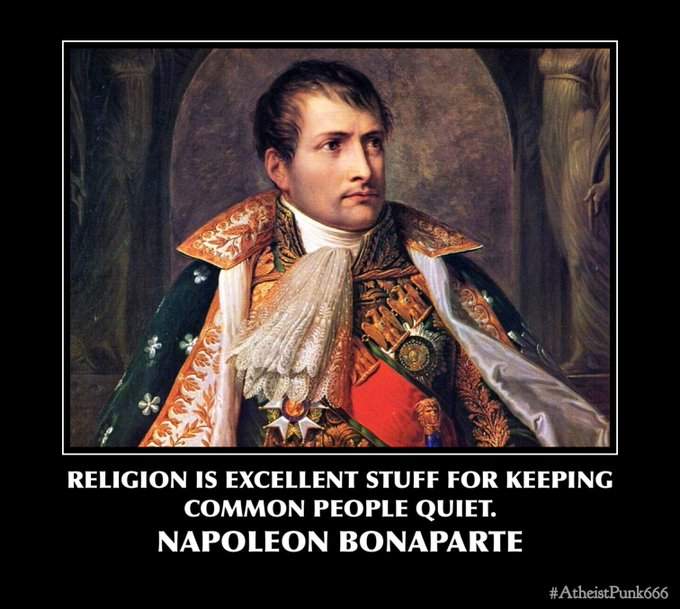 RELIGION IS EXCELLENT STUFF FOR KEEPING
COMMON PEOPLE QUIET.
NAPOLEON BONAPARTE
#AtheistPunk666